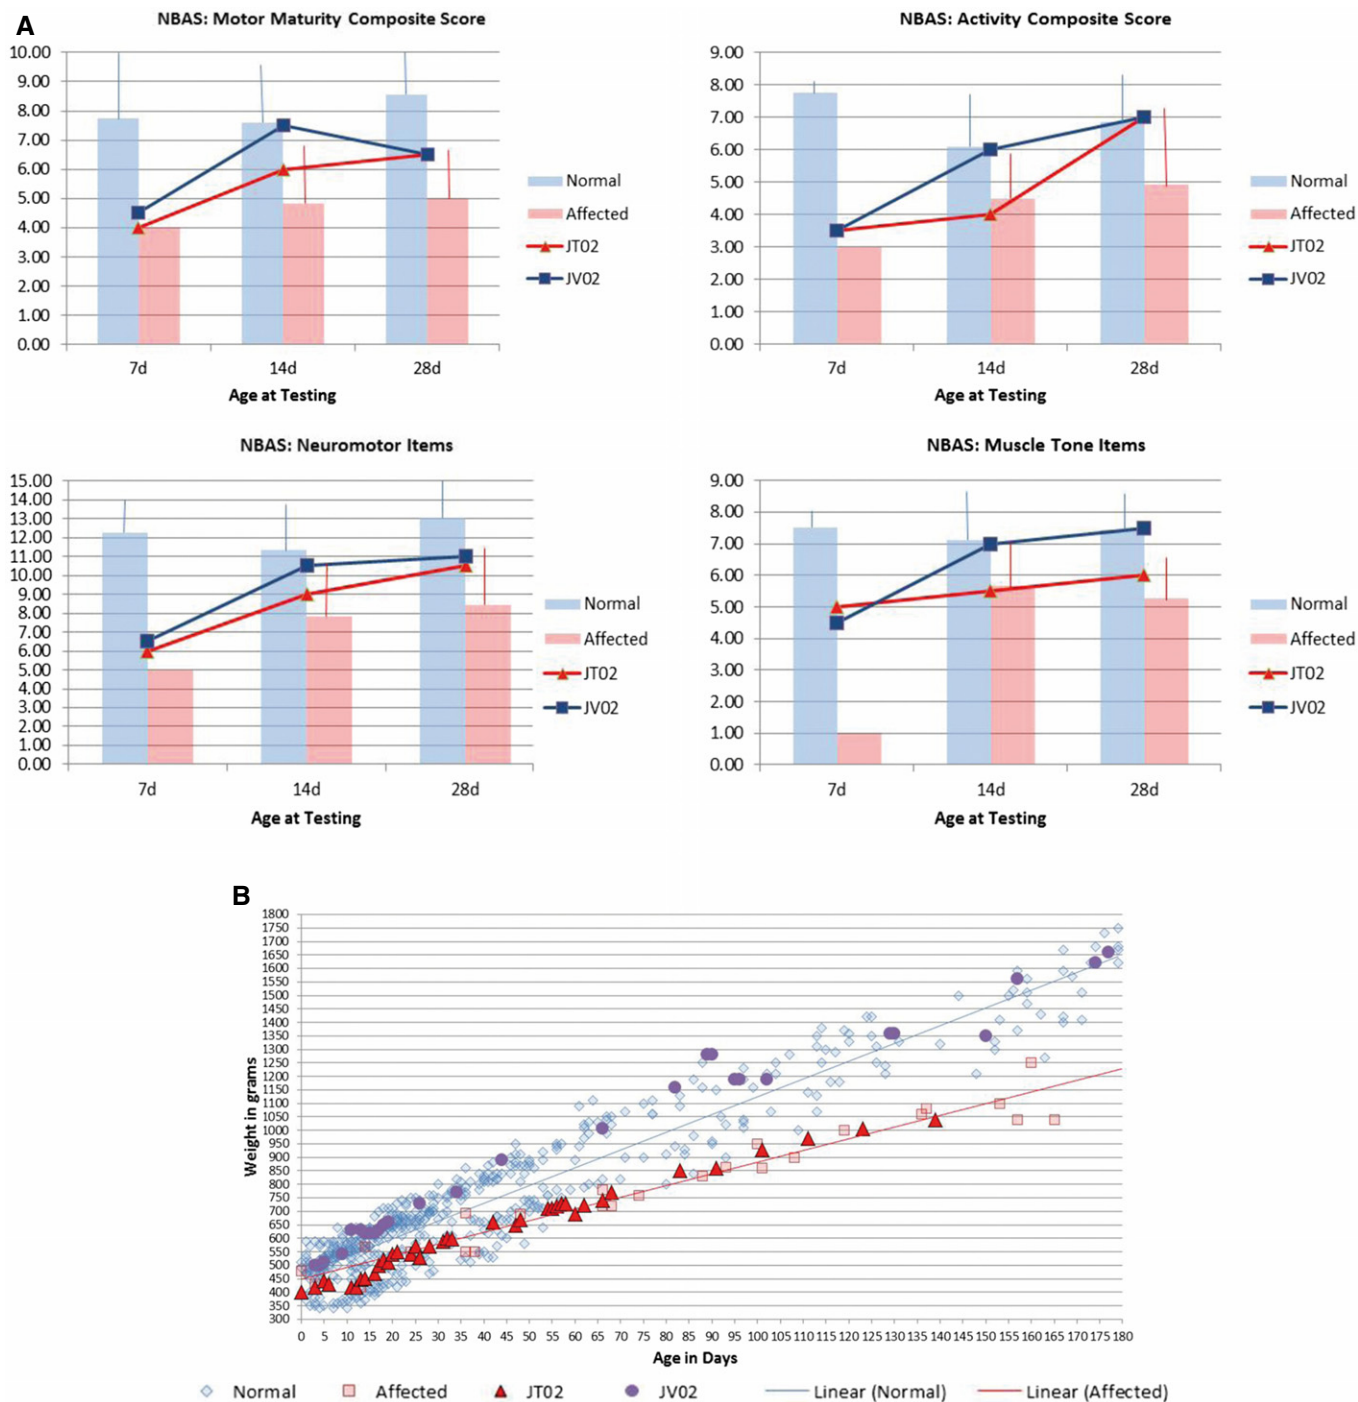 A
NBAS: Motor Maturity Composite Score
10.00
9.00
8.00
7.00
6.00
5.00
4.00
3.00
2.00
1.00
0.00
7d 14d 28d
Age at Testing
Normal
Affected
JT02
JV02
NBAS: Activity Composite Score
9.00
8.00
7.00
6.00
5.00
4.00
3.00
2.00
1.00
0.00
7d 14d 28d
Age at Testing
Normal
Affected
JT02
JV02
NBAS: Neuromotor Items
15.00
14.00
13.00
12.00
11.00
10.00
9.00
8.00
7.00
6.00
5.00
4.00
3.00
2.00
1.00
0.00
7d 14d 28d
Age at Testing
Normal
Affected
JT02
JV02
NBAS: Muscle Tone Items
9.00
8.00
7.00
6.00
5.00
4.00
3.00
2.00
1.00
0.00
7d 14d 28d
Age at Testing
Normal
Affected
JT02
JV02
B
Weight in grams
1800
1750
1700
1650
1600
1550
1500
1450
1400
1350
1300
1250
1200
1150
1100
1050
1000
950
900
850
800
750
700
650
600
550
500
450
400
350
300
0 5 10 15 20 25 30 35 40 45 50 55 60 65 70 75 80 85 90 95 100 105 110 115 120 125 130 135 140 145 150 155 160 165 170 175 180
Age in Days
Normal Affected JT02 JV02 Linear (Normal) Linear (Affected)